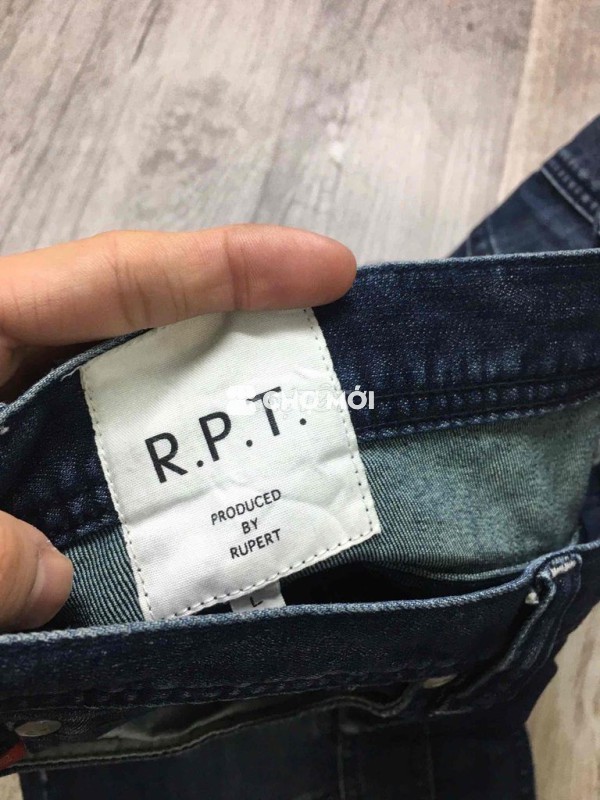 CHỢ MỚI
R.P.T.
PRODUCED
BY
RUPERT
L